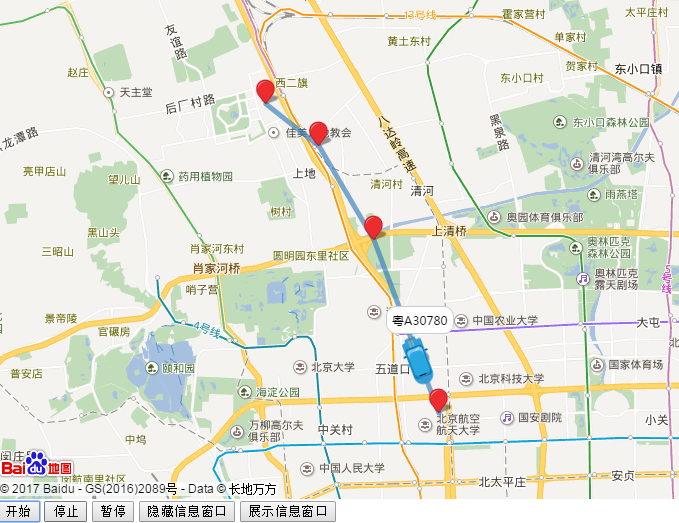 13号线
霍家营村
太平庄村
友谊路
黄土东村
单家村
赵庄
西二旗
贺家村
东小口镇
天主堂
后厂村路
东小口村
八达岭高速
黑泉路
东小口森林公园
龙潭路
佳美
教会
清河湾高尔夫
俱乐部
亮甲店山
望儿山
药用植物园
上地
清河村
清河
雨燕塔
树村
奥园体育俱乐部
黑山头
上清桥
三昭山
肖家河东村
圆明园东里社区
奥林匹克
森林公园
肖家河桥
奥林匹克
露天剧场
5号线
哨子营
景帝陵
粤A30780
中国农业大学
大屯
官碾房
4号线
普安店
颐和园
北京大学
五道口
国家体育场
北京科技大学
海淀公园
北京航空
航天大学
国安剧院
小关
万柳高尔夫
俱乐部
中关村
中坞
闵庄
Bai du 地图
闵航南里社区
中国人民大学
北太平庄
安贞
© 2017 Baidu - GS(2016)2089号 - Data © 长地万方
开始 停止 暂停 隐藏信息窗口 展示信息窗口